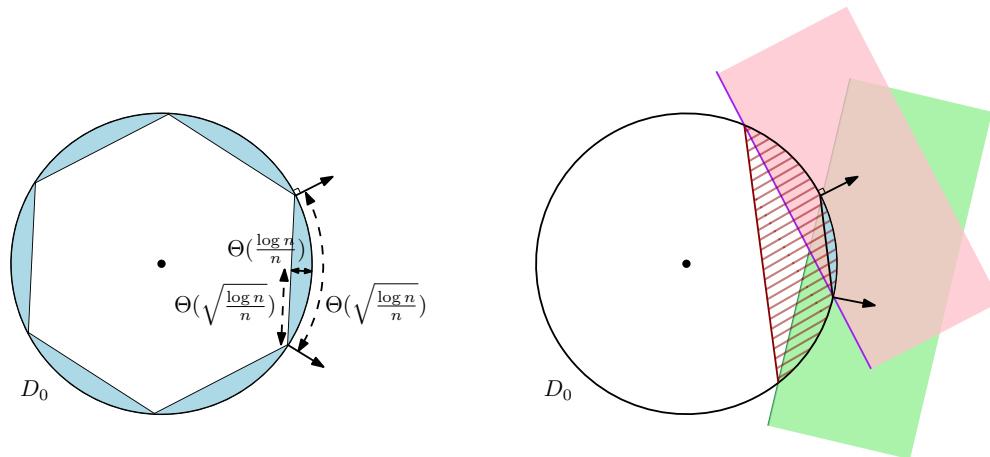 Θ(log n / n)
Θ(√(log n / n))
Θ(√(log n / n))
D₀
D₀